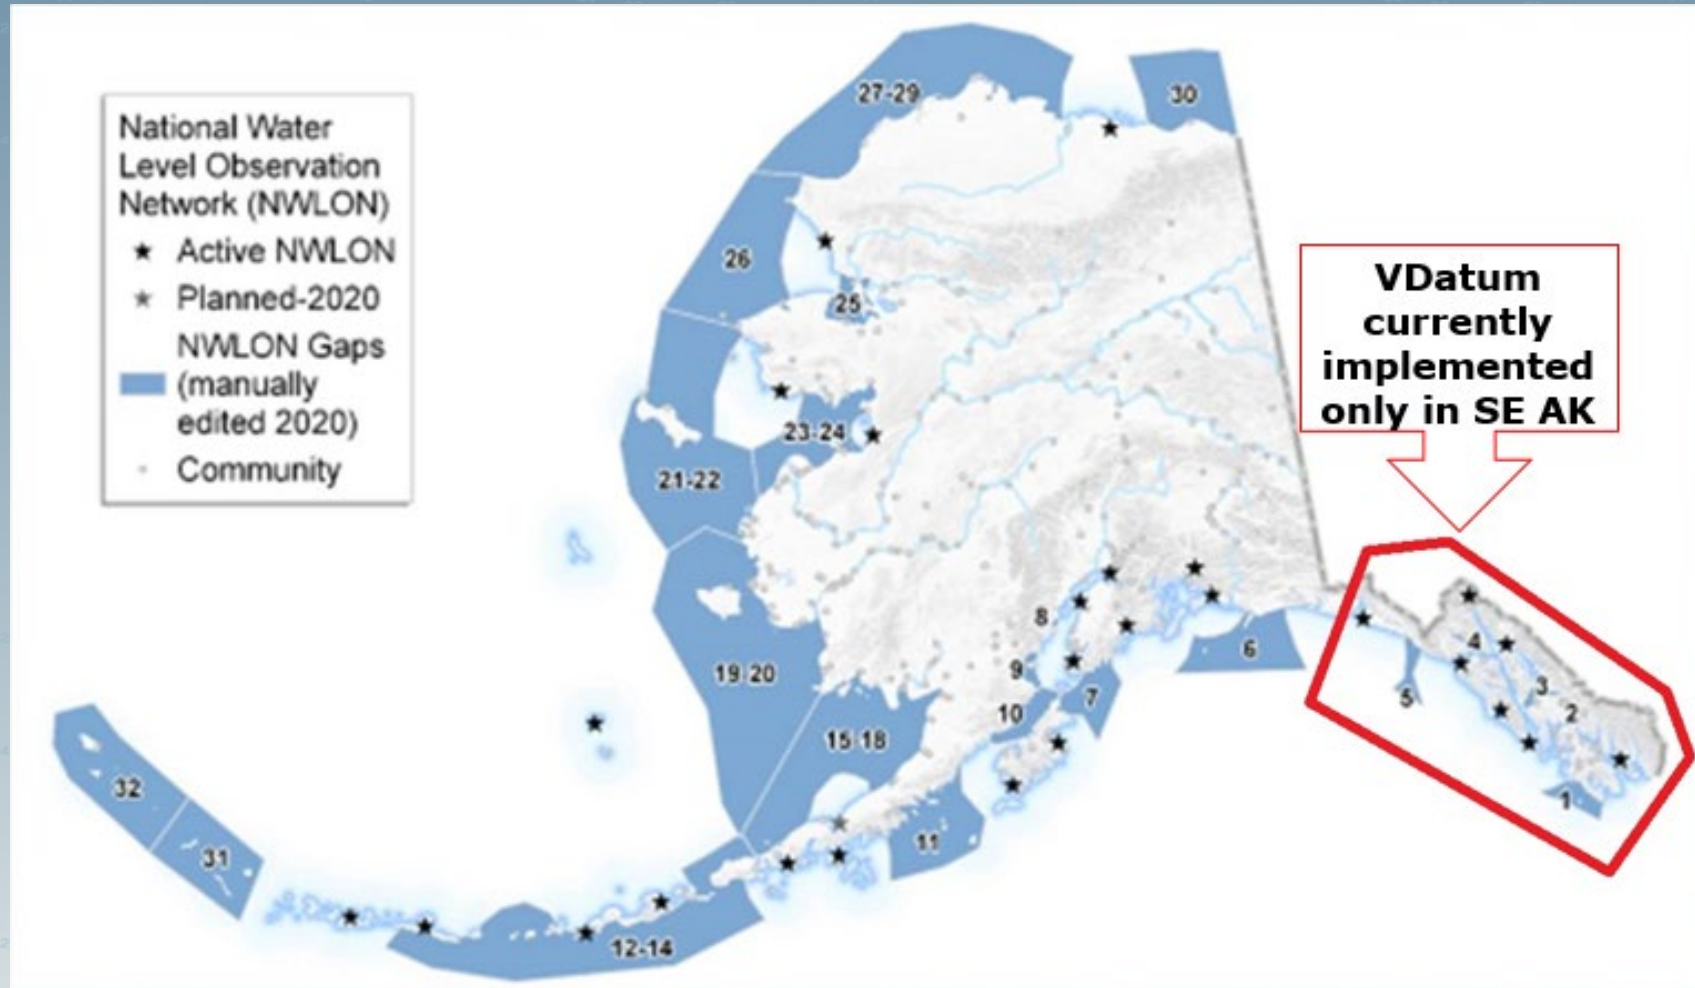 National Water
Level Observation
Network (NWLON)
Active NWLON
Planned-2020
NWLON Gaps
(manually
edited 2020)
Community
VDatum
currently
implemented
only in SE AK
27-29
30
26
25
23-24
21-22
19-20
15-18
8
9
10
7
6
5
4
3
2
1
11
12-14
31
32